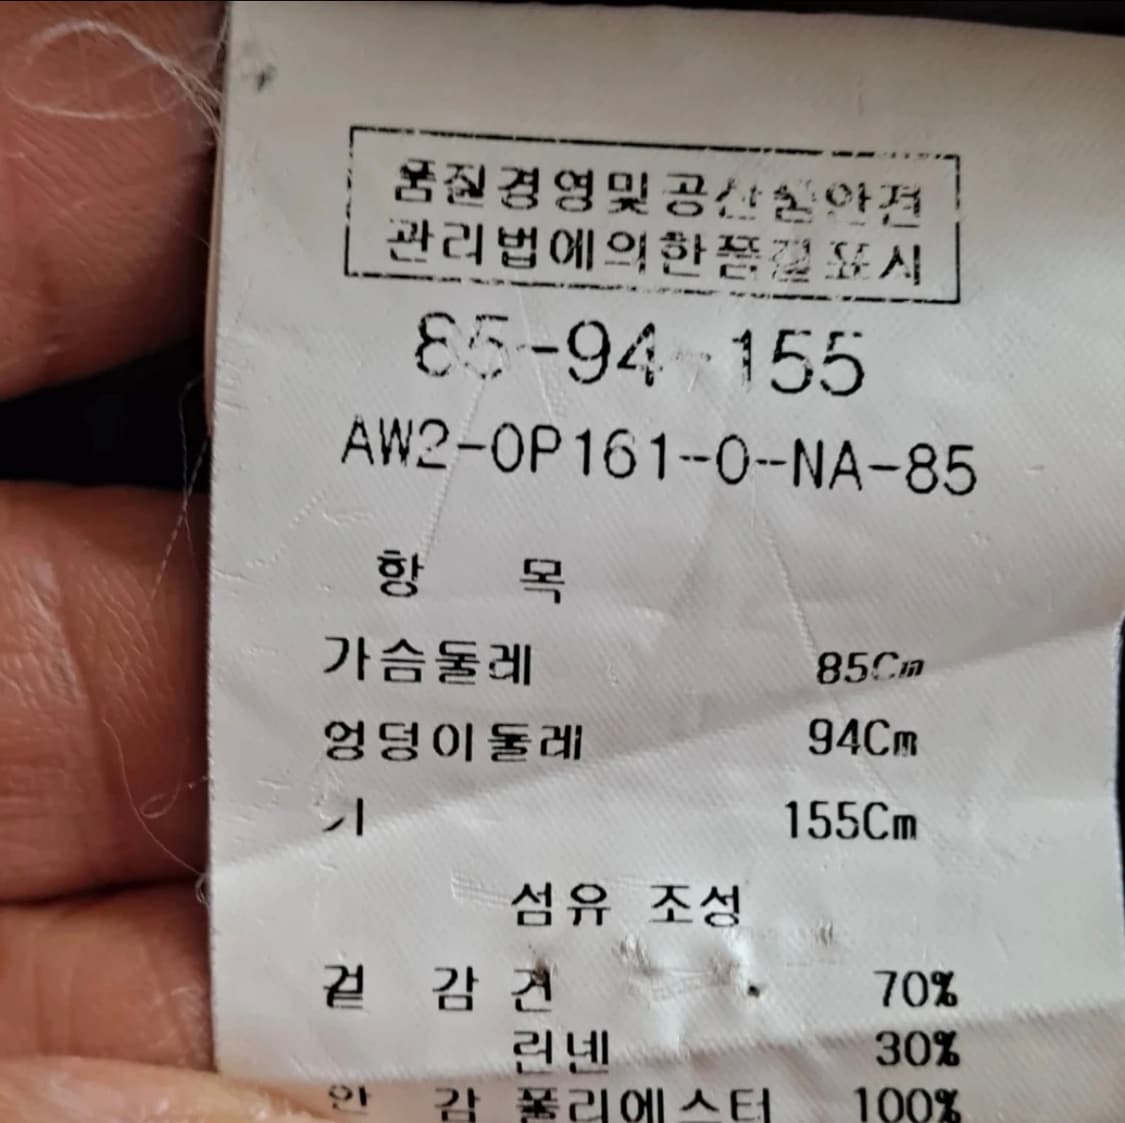 품질경영및공산품안전
관리법에의한품질표시
85-94-155
AW2-OP161-0-NA-85
항 목
가슴둘레 85Cm
엉덩이둘레 94Cm
키 155Cm
섬유 조성
겉 감 견 70%
린넨 30%
안 감 폴리에스터 100%